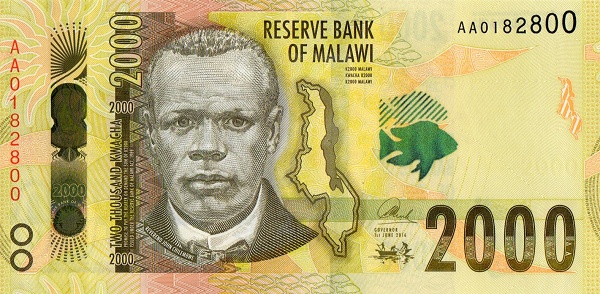 AA0182800
2000
2000
2000
TWO THOUSAND KWACHA
REVEREND JOHN CHILEMBWE
2000
RESERVE BANK
OF MALAWI
K2000 MALAWI
KWACHA K2000
K2000 MALAWI
AA0182800
GOVERNOR
1st JUNE 2016
2000